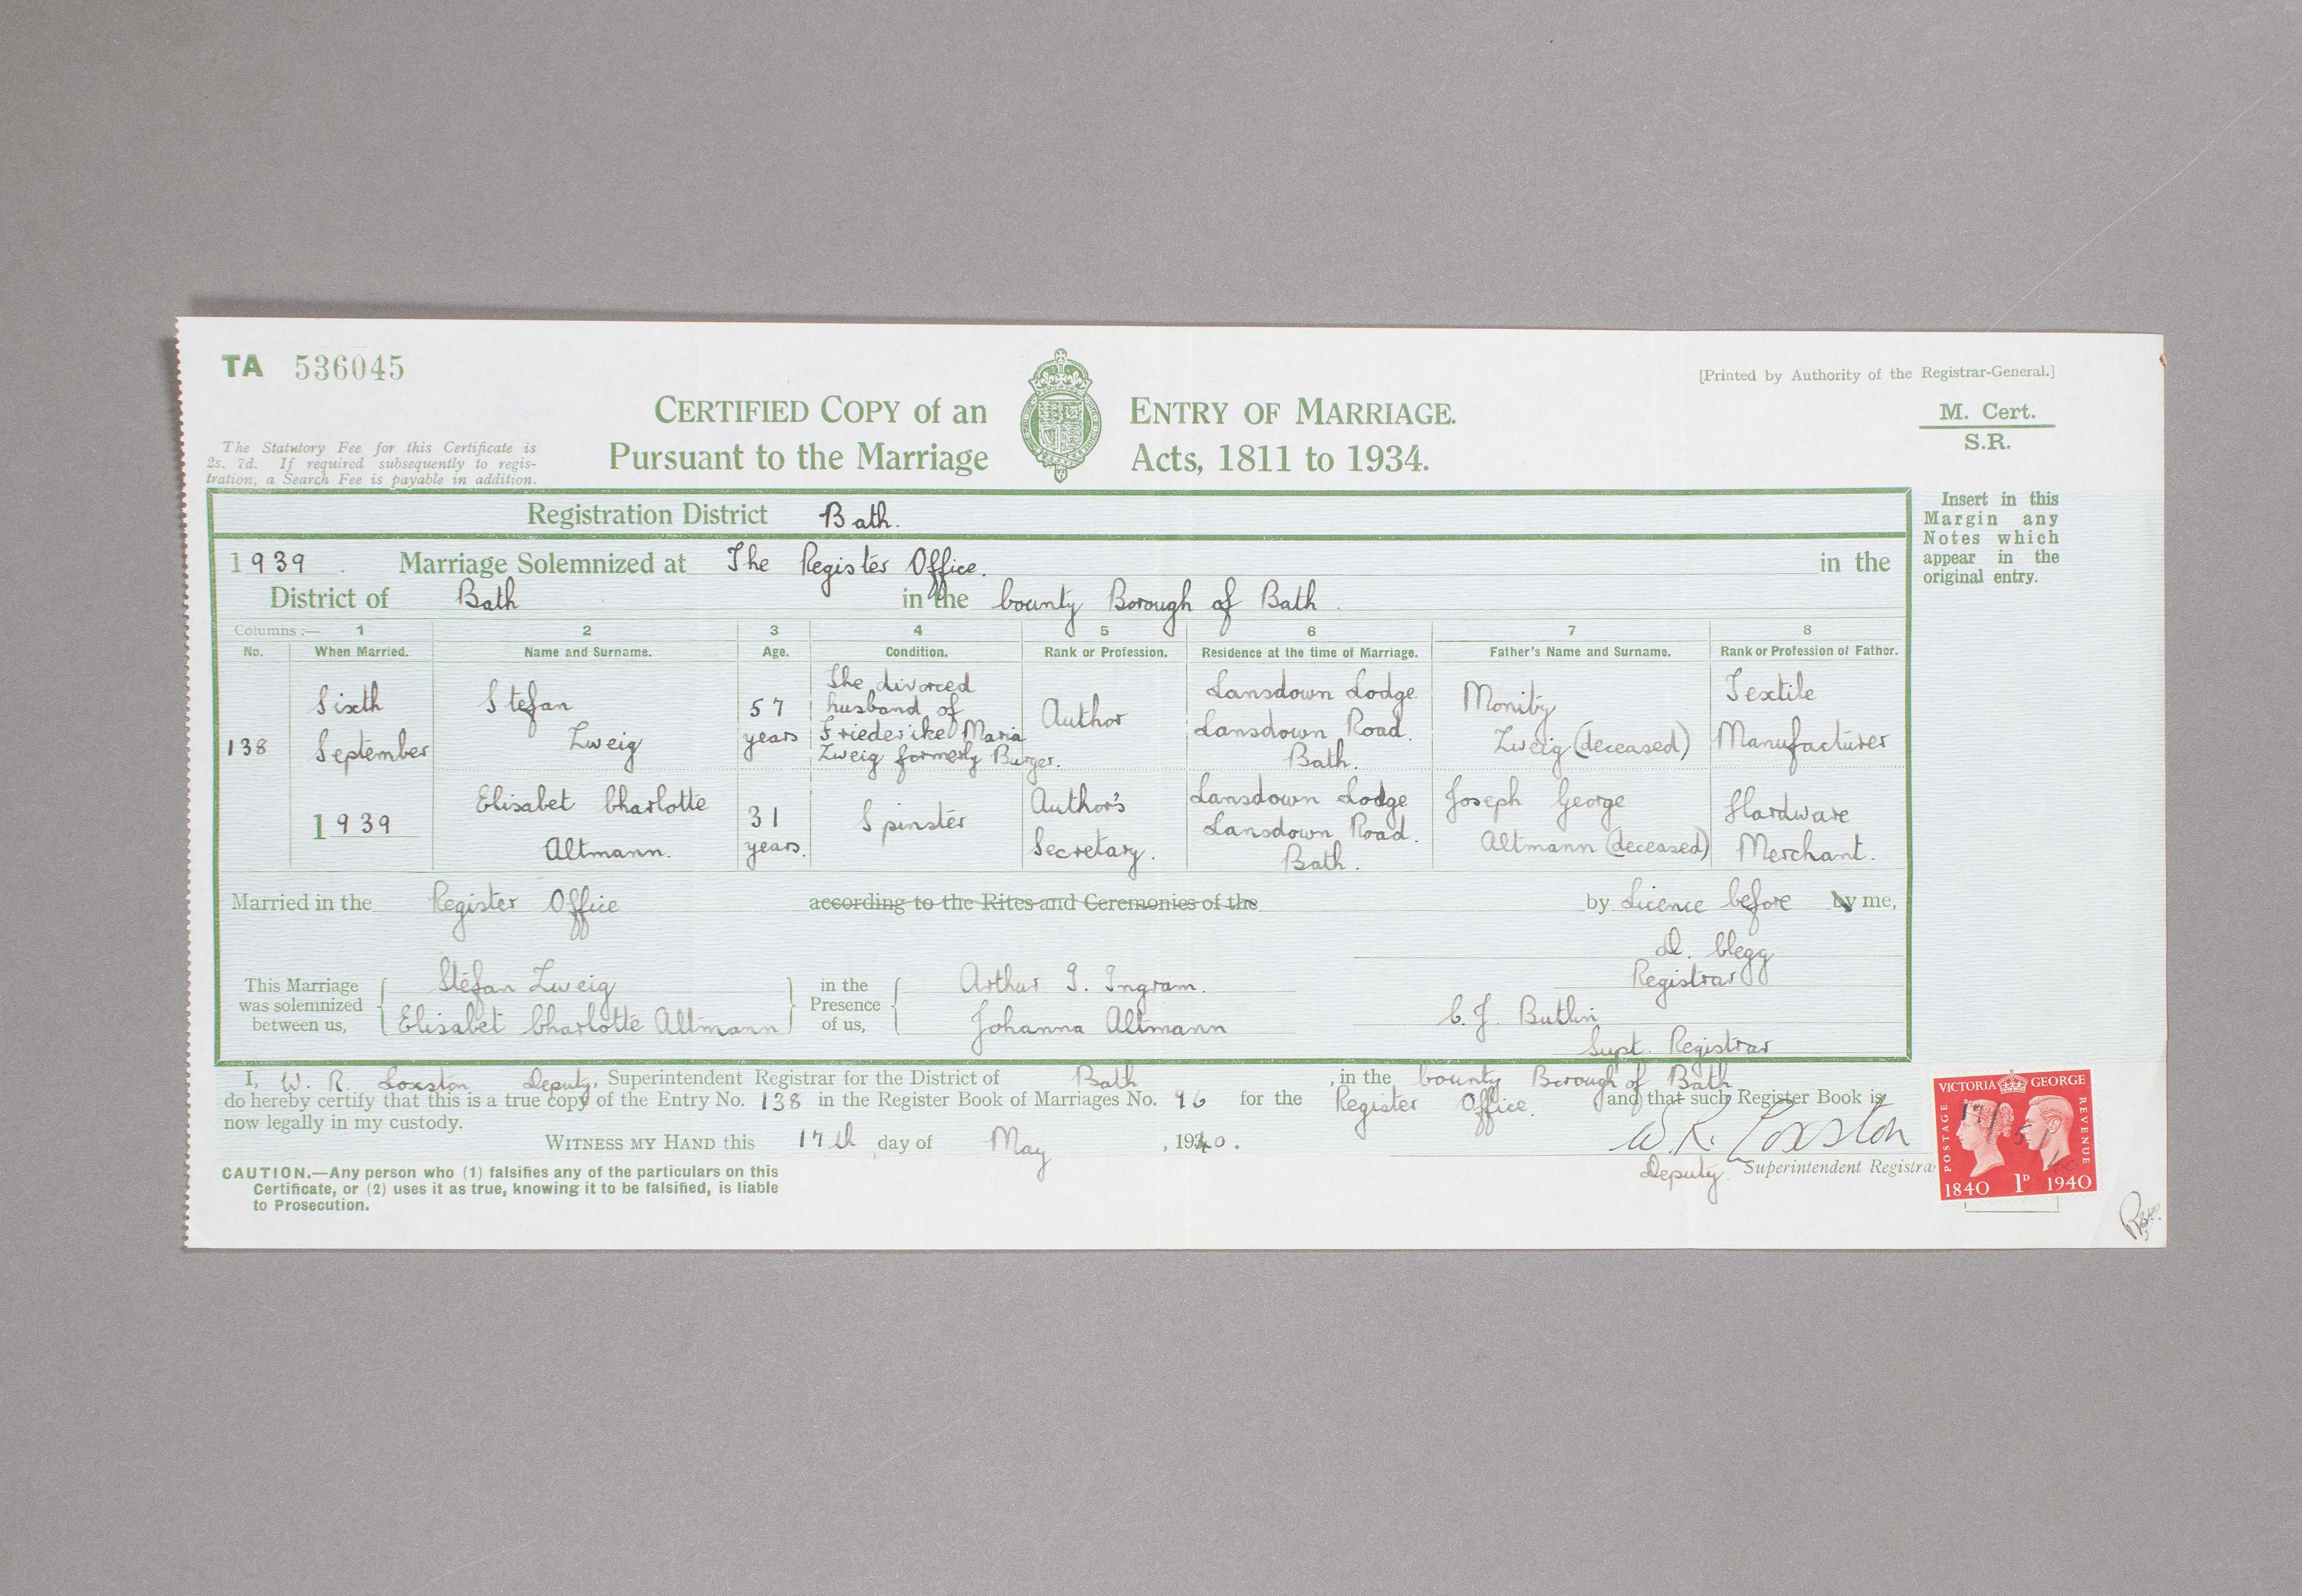 TA 536045
[Printed by Authority of the Registrar-General.]
CERTIFIED COPY of an ENTRY OF MARRIAGE.
Pursuant to the Marriage Acts, 1811 to 1934.
M. Cert.
S.R.
The Statutory Fee for this Certificate is
2s. 7d. If required subsequently to regis-
tration, a Search Fee is payable in addition.
Insert in this
Margin any
Notes which
appear in the
original entry.
Registration District Bath.
1939. Marriage Solemnized at The Register Office. in the
District of Bath in the County Borough of Bath.
Columns :— 1 2 3 4 5 6 7 8
No. When Married. Name and Surname. Age. Condition. Rank or Profession. Residence at the time of Marriage. Father's Name and Surname. Rank or Profession of Father.
138
Sixth
September
1939
Stefan
Zweig
57
years
The divorced
husband of
Friederike Maria
Zweig formerly Burger.
Author
Lansdown Lodge
Lansdown Road.
Bath.
Moritz
Zweig (deceased)
Textile
Manufacturer
Elisabet Charlotte
Altmann.
31
years.
Spinster
Author's
Secretary.
Lansdown Lodge
Lansdown Road.
Bath.
Joseph George
Altmann (deceased)
Hardware
Merchant.
Married in the Register Office according to the Rites and Ceremonies of the by Licence before by me,
This Marriage
was solemnized
between us,
Stefan Zweig
Elisabet Charlotte Altmann
in the
Presence
of us,
Arthur I. Ingram.
Johanna Altmann
D. Clegg
Registrar
C. J. Butlin
Supt. Registrar
I, W. R. Loxston Deputy, Superintendent Registrar for the District of Bath, in the County Borough of Bath
do hereby certify that this is a true copy of the Entry No. 138 in the Register Book of Marriages No. 96 for the Register Office. and that such Register Book is
now legally in my custody.
WITNESS MY HAND this 17th day of May, 1940.
W. R. Loxston
Deputy Superintendent Registra
CAUTION.—Any person who (1) falsifies any of the particulars on this
Certificate, or (2) uses it as true, knowing it to be falsified, is liable
to Prosecution.
VICTORIA GEORGE
POSTAGE
REVENUE
17/5/40
1840 1D 1940